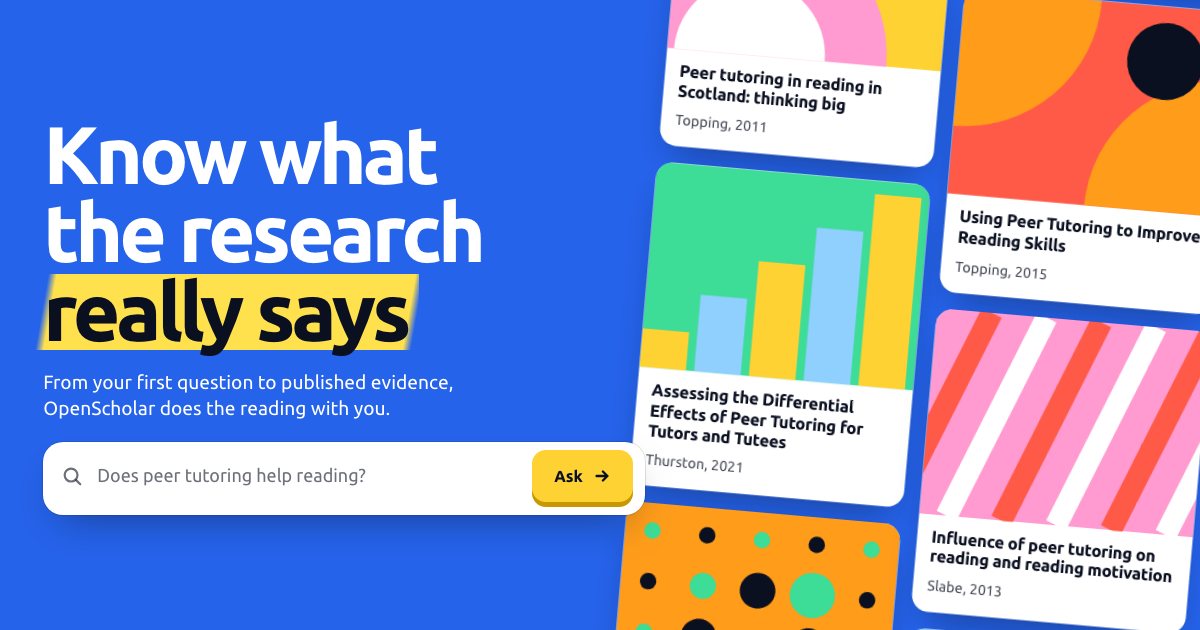 Know what
the research
really says
From your first question to published evidence,
OpenScholar does the reading with you.
Does peer tutoring help reading?
Ask →
Peer tutoring in reading in
Scotland: thinking big
Topping, 2011
Assessing the Differential
Effects of Peer Tutoring for
Tutors and Tutees
Thurston, 2021
Using Peer Tutoring to Improve
Reading Skills
Topping, 2015
Influence of peer tutoring on
reading and reading motivation
Slabe, 2013